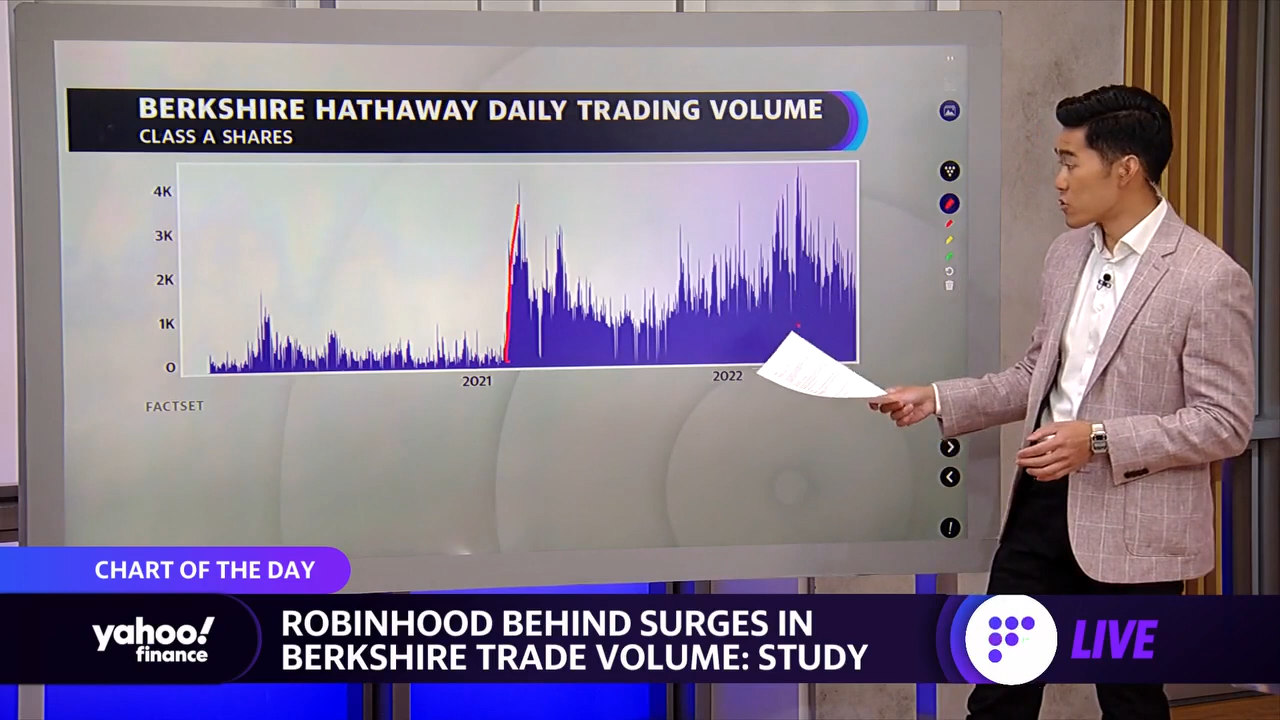 BERKSHIRE HATHAWAY DAILY TRADING VOLUME
CLASS A SHARES
4K
3K
2K
1K
0
2021
2022
FACTSET
CHART OF THE DAY
yahoo!
finance
ROBINHOOD BEHIND SURGES IN
BERKSHIRE TRADE VOLUME: STUDY
LIVE